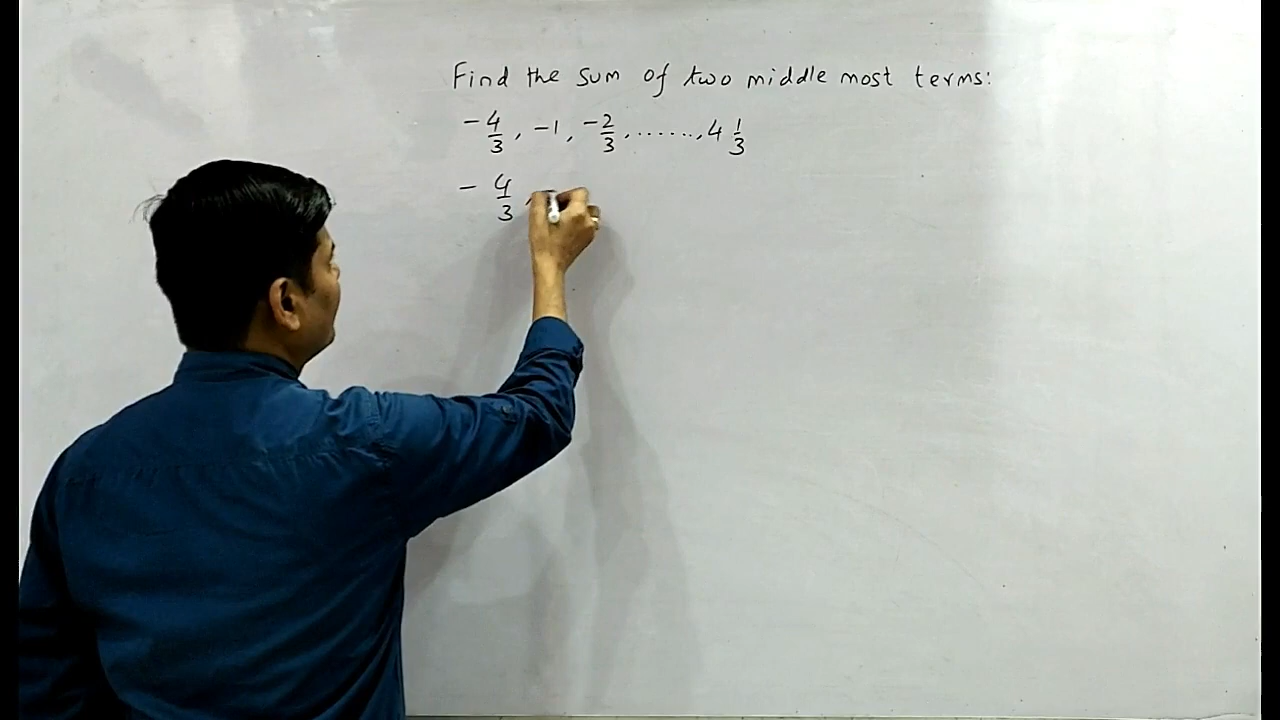 Find the sum of two middle most terms:
-4/3, -1, -2/3, ......, 4 1/3
- 4/3 ,